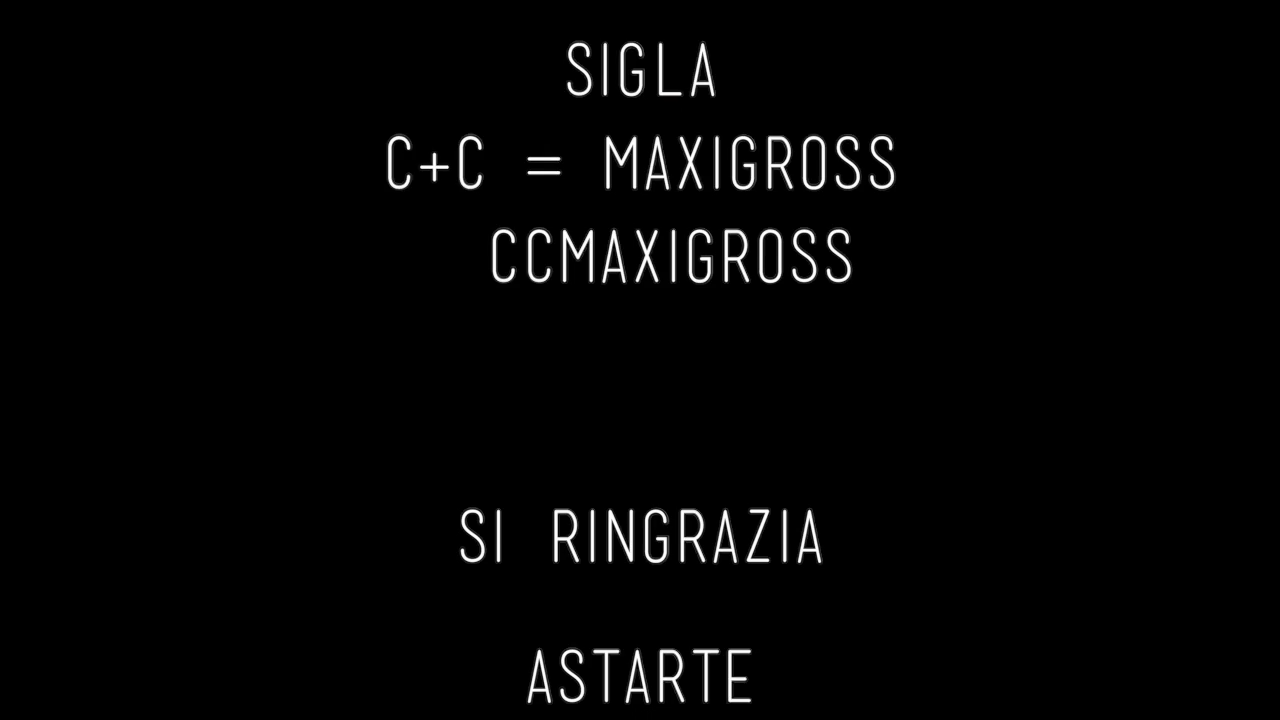 SIGLA
C+C = MAXIGROSS
CCMAXIGROSS
SI RINGRAZIA
ASTARTE